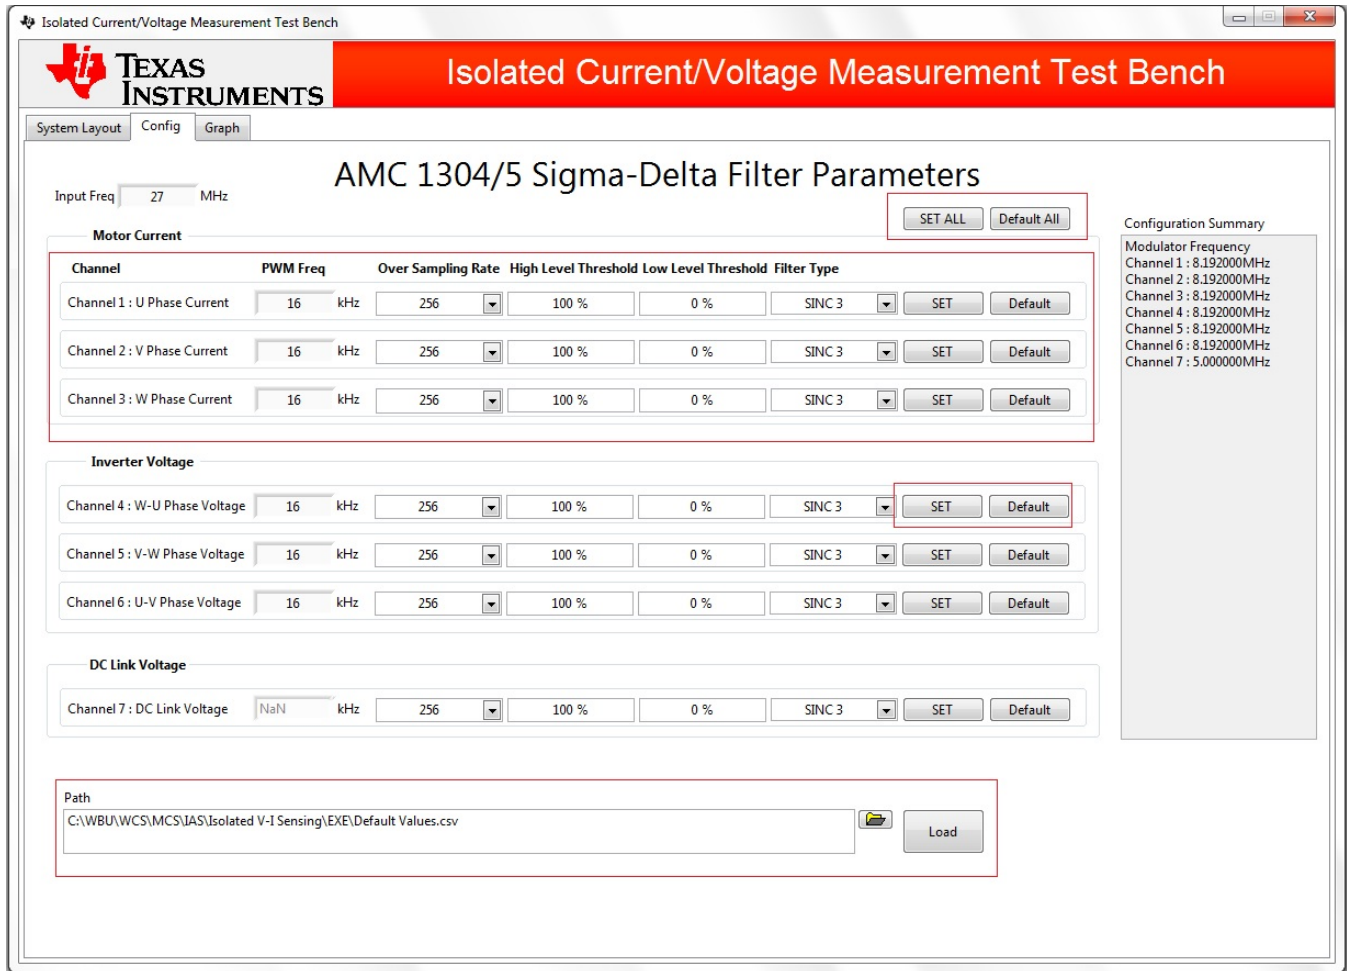 Isolated Current/Voltage Measurement Test Bench
TEXAS INSTRUMENTS
Isolated Current/Voltage Measurement Test Bench
System Layout Config Graph
AMC 1304/5 Sigma-Delta Filter Parameters
Input Freq 27 MHz
SET ALL Default All
Motor Current
Channel PWM Freq Over Sampling Rate High Level Threshold Low Level Threshold Filter Type
Channel 1 : U Phase Current 16 kHz 256 100 % 0 % SINC 3 SET Default
Channel 2 : V Phase Current 16 kHz 256 100 % 0 % SINC 3 SET Default
Channel 3 : W Phase Current 16 kHz 256 100 % 0 % SINC 3 SET Default
Inverter Voltage
Channel 4 : W-U Phase Voltage 16 kHz 256 100 % 0 % SINC 3 SET Default
Channel 5 : V-W Phase Voltage 16 kHz 256 100 % 0 % SINC 3 SET Default
Channel 6 : U-V Phase Voltage 16 kHz 256 100 % 0 % SINC 3 SET Default
DC Link Voltage
Channel 7 : DC Link Voltage NaN kHz 256 100 % 0 % SINC 3 SET Default
Path
C:\WBU\WCS\MCS\IAS\Isolated V-I Sensing\EXE\Default Values.csv
Load
Configuration Summary
Modulator Frequency
Channel 1 : 8.192000MHz
Channel 2 : 8.192000MHz
Channel 3 : 8.192000MHz
Channel 4 : 8.192000MHz
Channel 5 : 8.192000MHz
Channel 6 : 8.192000MHz
Channel 7 : 5.000000MHz